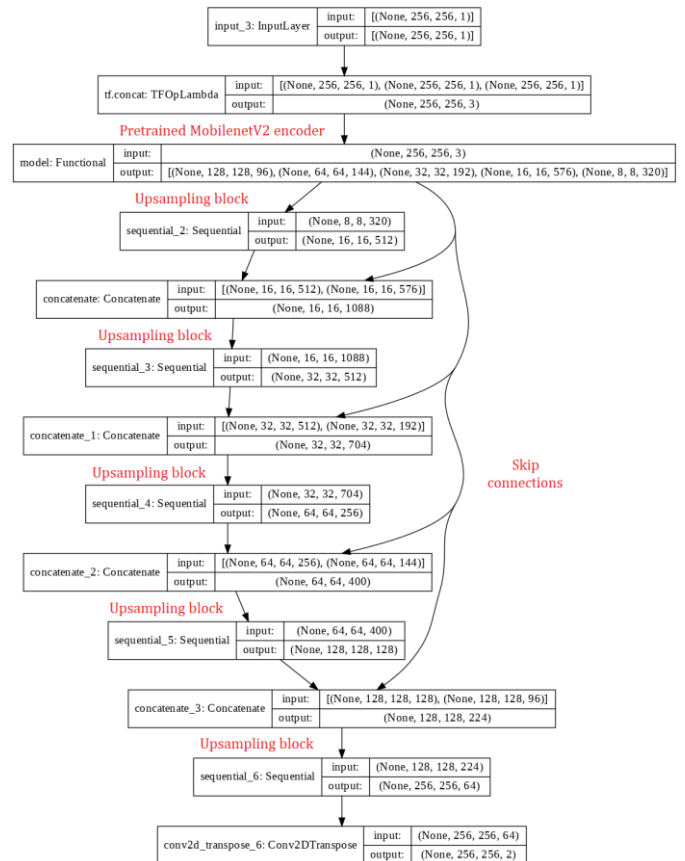 input_3: InputLayer
input: [(None, 256, 256, 1)]
output: [(None, 256, 256, 1)]
tf.concat: TFOpLambda
input: [(None, 256, 256, 1), (None, 256, 256, 1), (None, 256, 256, 1)]
output: (None, 256, 256, 3)
Pretrained MobilenetV2 encoder
model: Functional
input: (None, 256, 256, 3)
output: [(None, 128, 128, 96), (None, 64, 64, 144), (None, 32, 32, 192), (None, 16, 16, 576), (None, 8, 8, 320)]
Upsampling block
sequential_2: Sequential
input: (None, 8, 8, 320)
output: (None, 16, 16, 512)
concatenate: Concatenate
input: [(None, 16, 16, 512), (None, 16, 16, 576)]
output: (None, 16, 16, 1088)
Upsampling block
sequential_3: Sequential
input: (None, 16, 16, 1088)
output: (None, 32, 32, 512)
concatenate_1: Concatenate
input: [(None, 32, 32, 512), (None, 32, 32, 192)]
output: (None, 32, 32, 704)
Upsampling block
Skip
connections
sequential_4: Sequential
input: (None, 32, 32, 704)
output: (None, 64, 64, 256)
concatenate_2: Concatenate
input: [(None, 64, 64, 256), (None, 64, 64, 144)]
output: (None, 64, 64, 400)
Upsampling block
sequential_5: Sequential
input: (None, 64, 64, 400)
output: (None, 128, 128, 128)
concatenate_3: Concatenate
input: [(None, 128, 128, 128), (None, 128, 128, 96)]
output: (None, 128, 128, 224)
Upsampling block
sequential_6: Sequential
input: (None, 128, 128, 224)
output: (None, 256, 256, 64)
conv2d_transpose_6: Conv2DTranspose
input: (None, 256, 256, 64)
output: (None, 256, 256, 2)